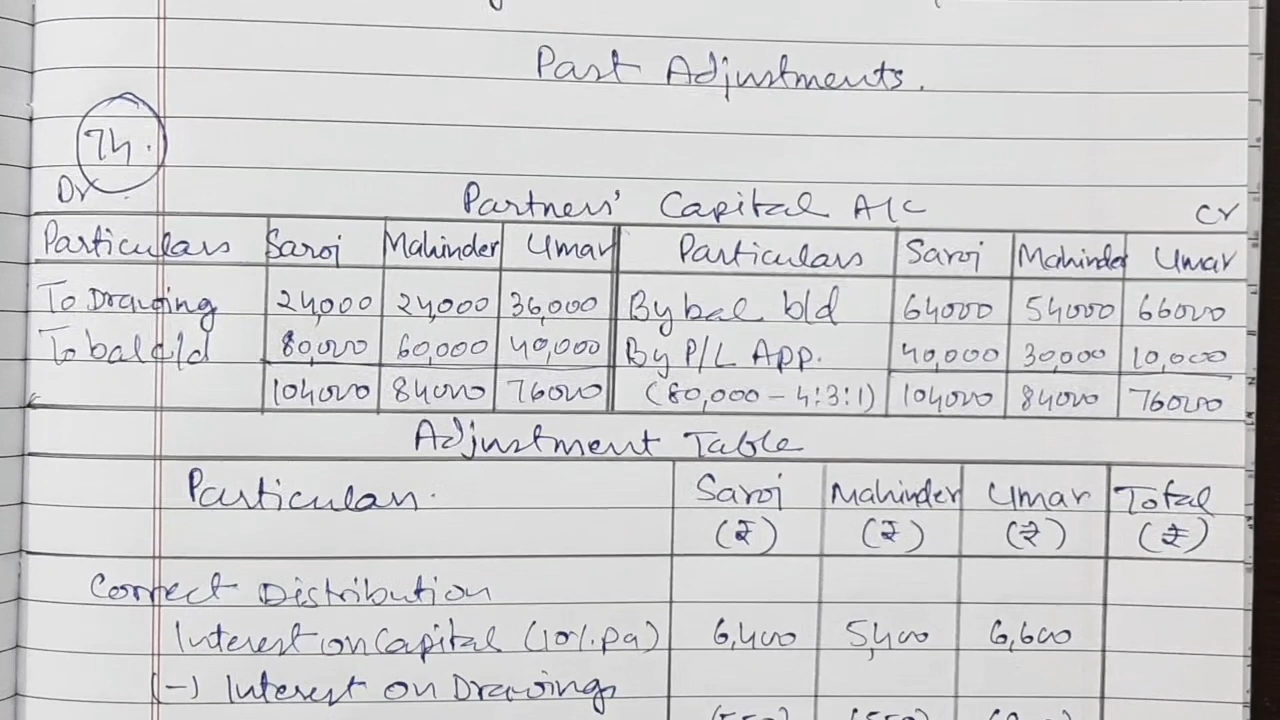 Past Adjustments.
74.
Dr
Partners' Capital A/c
Cr
Particulars Saroj Mahinder Umar Particulars Saroj Mahinder Umar
To Drawing 24,000 24,000 36,000 By bal b/d 64000 54000 66000
To bal c/d 80,000 60,000 40,000 By P/L App. 40,000 30,000 10,000
104000 84000 76000 (80,000 - 4:3:1) 104000 84000 76000
Adjustment Table
Particulars. Saroj Mahinder Umar Total
(₹) (₹) (₹) (₹)
Correct Distribution
Interest on Capital (10%.pa) 6,400 5,400 6,600
(-) Interest on Drawings